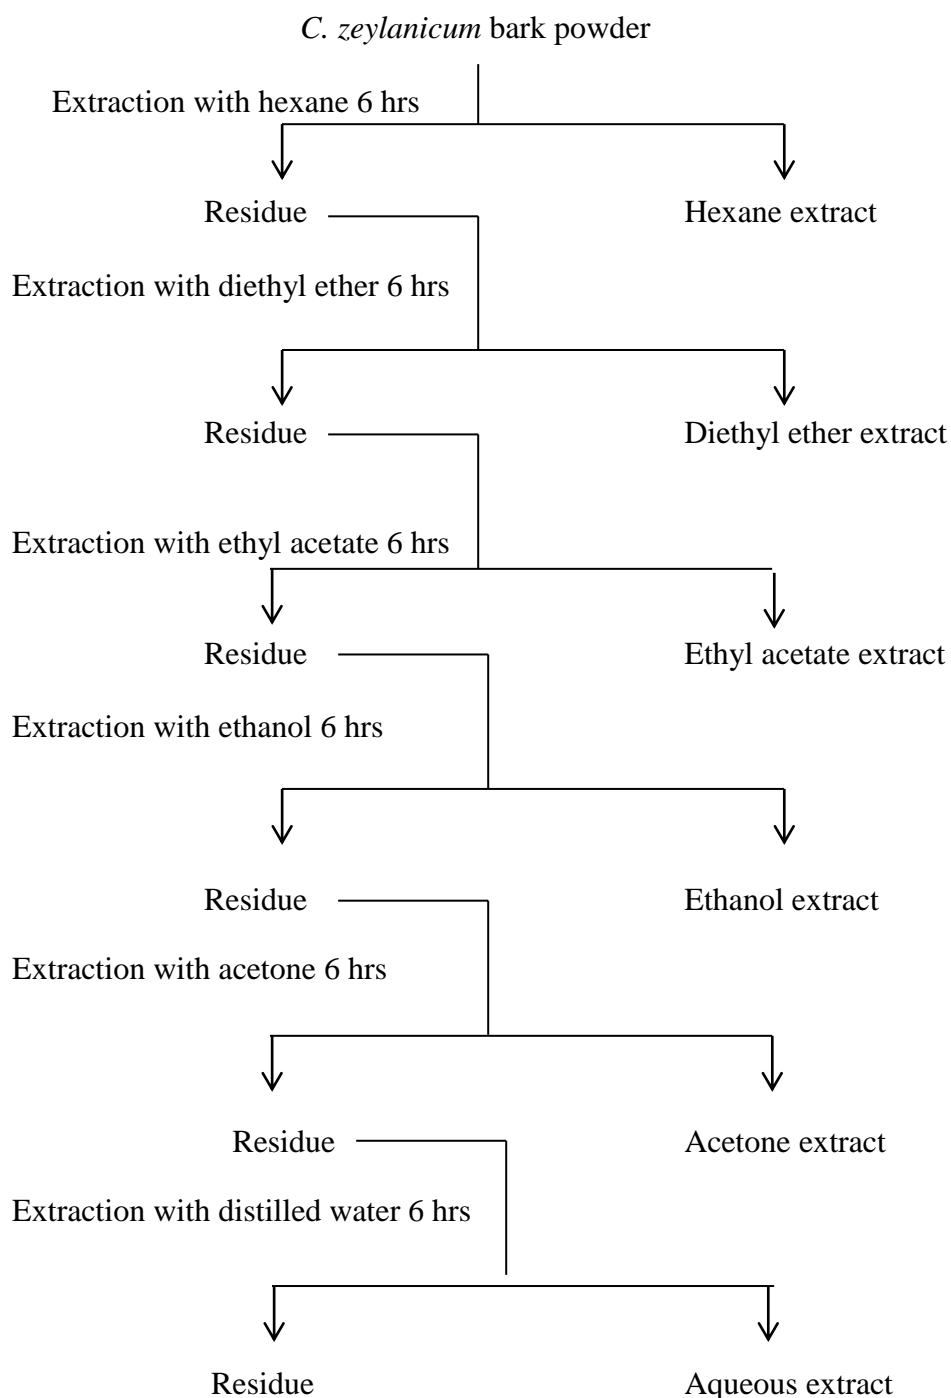 C. zeylanicum bark powder
Extraction with hexane 6 hrs
Residue
Hexane extract
Extraction with diethyl ether 6 hrs
Residue
Diethyl ether extract
Extraction with ethyl acetate 6 hrs
Residue
Ethyl acetate extract
Extraction with ethanol 6 hrs
Residue
Ethanol extract
Extraction with acetone 6 hrs
Residue
Acetone extract
Extraction with distilled water 6 hrs
Residue
Aqueous extract